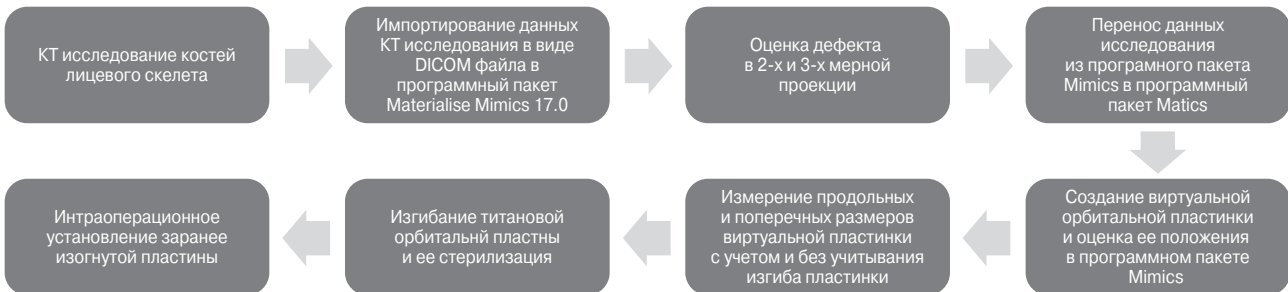 КТ исследование костей
лицевого скелета
Импортирование данных
КТ исследования в виде
DICOM файла в
программный пакет
Materialise Mimics 17.0
Оценка дефекта
в 2-х и 3-х мерной
проекции
Перенос данных
исследования
из програмного пакета
Mimics в программный
пакет Matics
Создание виртуальной
орбитальной пластинки
и оценка ее положения
в программном пакете
Mimics
Измерение продольных
и поперечных размеров
виртуальной пластинки
с учетом и без учитывания
изгиба пластинки
Изгибание титановой
орбитальнй пластны
и ее стерилизация
Интраоперационное
установление заранее
изогнутой пластины